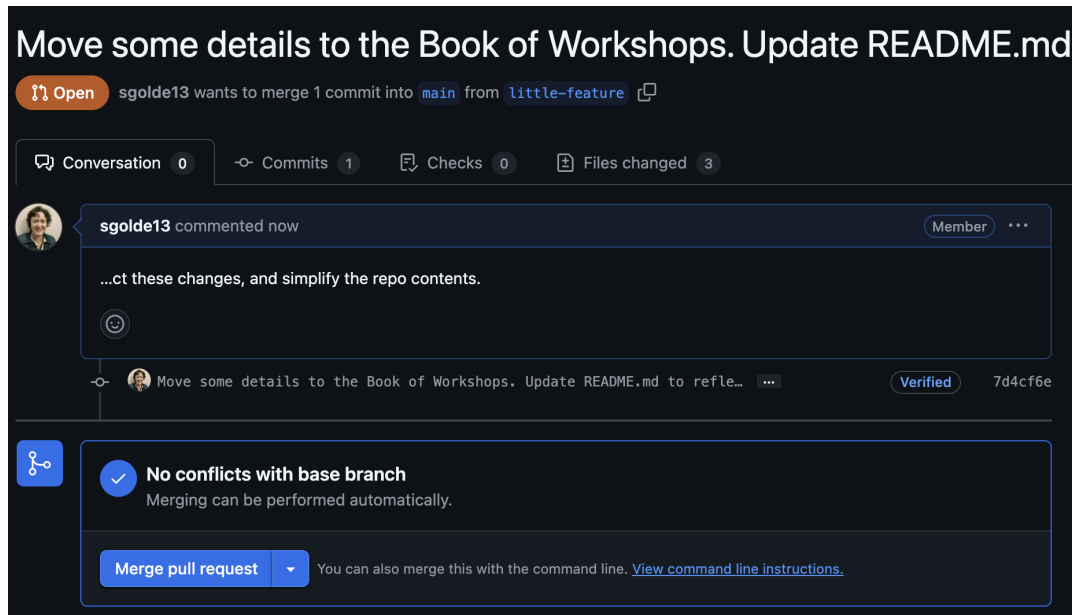 Move some details to the Book of Workshops. Update README.md
Open sgolde13 wants to merge 1 commit into main from little-feature
Conversation 0 Commits 1 Checks 0 Files changed 3
sgolde13 commented now Member ...
...ct these changes, and simplify the repo contents.
Move some details to the Book of Workshops. Update README.md to refle… ... Verified 7d4cf6e
No conflicts with base branch
Merging can be performed automatically.
Merge pull request You can also merge this with the command line. View command line instructions.